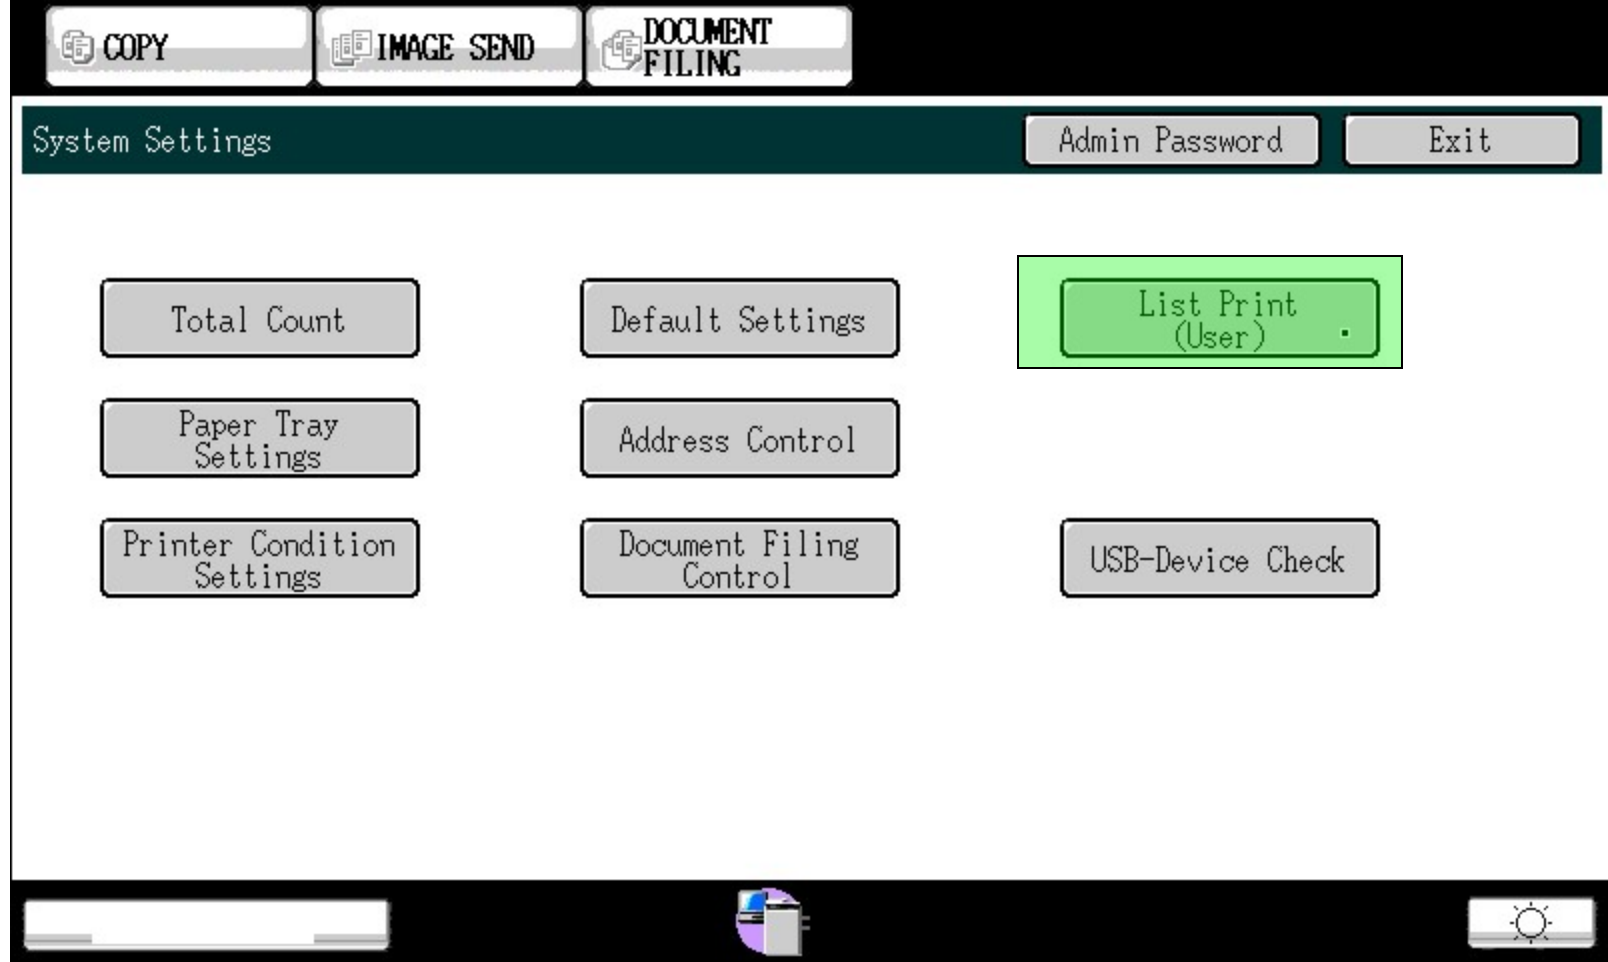 COPY
IMAGE SEND
DOCUMENT
FILING
System Settings
Admin Password
Exit
Total Count
Default Settings
List Print
(User)
Paper Tray
Settings
Address Control
Printer Condition
Settings
Document Filing
Control
USB-Device Check